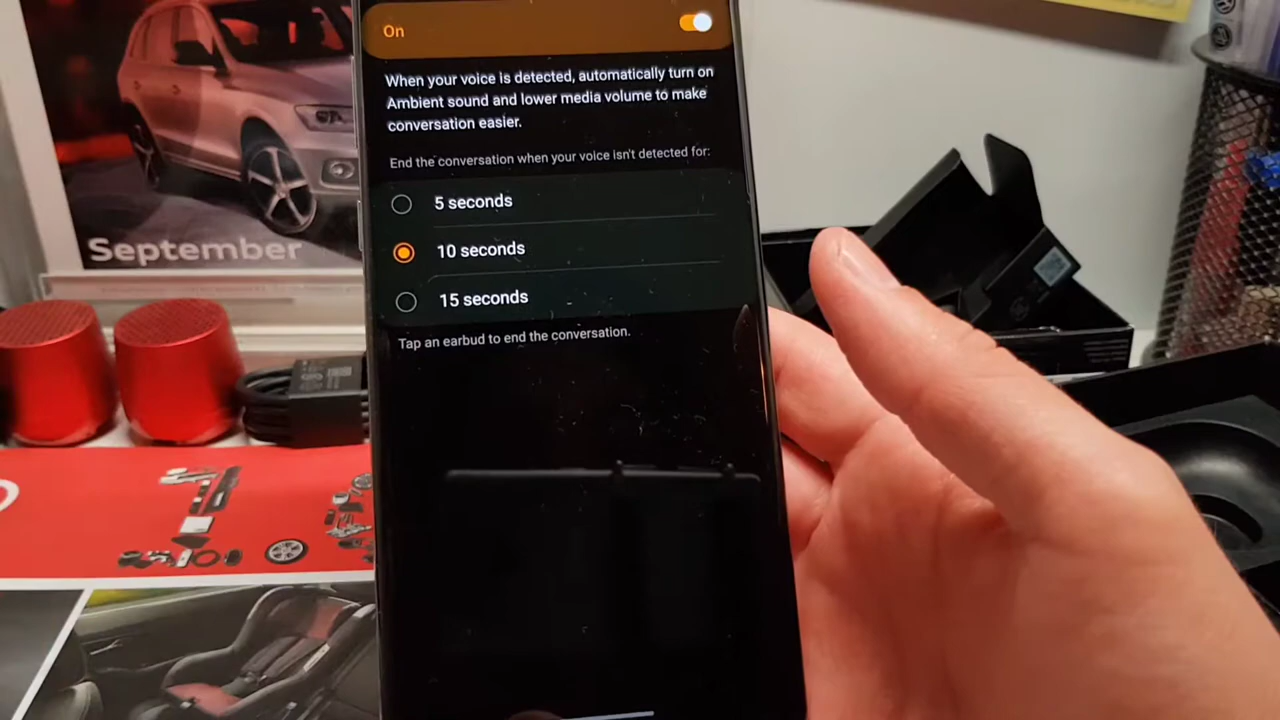 On
When your voice is detected, automatically turn on
Ambient sound and lower media volume to make
conversation easier.
End the conversation when your voice isn't detected for:
5 seconds
10 seconds
15 seconds
Tap an earbud to end the conversation.
September